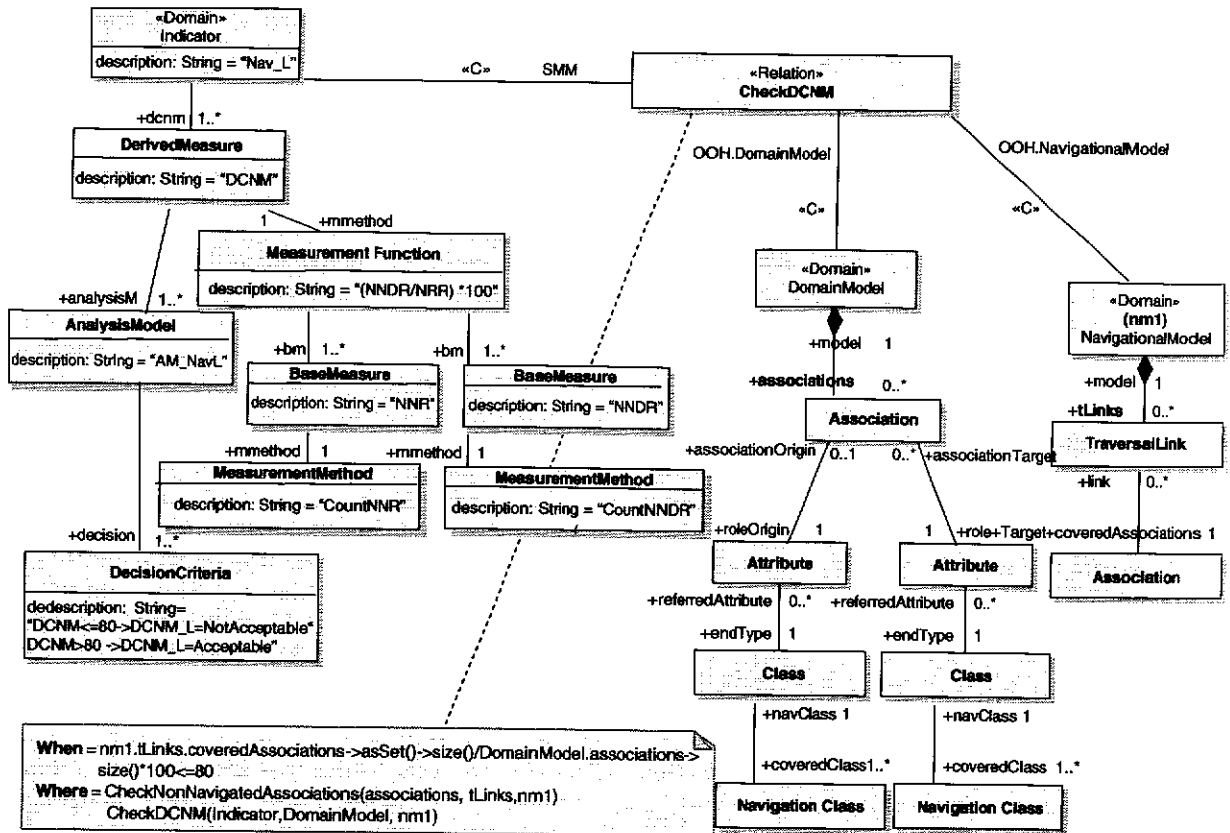 «Domain»
Indicator
description: String = "Nav_L"
«C» SMM
«Relation»
CheckDCNM
+dcnm 1..*
DerivedMeasure
description: String = "DCNM"
OOH.DomainModel
OOH.NavigationalModel
1 +mmethod
«C»
«C»
Measurement Function
description: String = "(NNDR/NRR) *100"
«Domain»
DomainModel
+analysisM 1..*
AnalysisModel
description: String = "AM_NavL"
«Domain»
(nm1)
NavigationalModel
+bm 1..*
+bm 1..*
+model 1
BaseMeasure
description: String = "NNR"
BaseMeasure
description: String = "NNDR"
+associations 0..*
+model 1
+tLinks 0..*
Association
TraversalLink
+mmethod 1
+mmethod 1
+associationOrigin 0..1
0..* +associationTarget
+link 0..*
MeasurementMethod
description: String = "CountNNR"
MeasurementMethod
description: String = "CountNNDR"
+decision 1..*
+roleOrigin 1
1 +role+Target+coveredAssociations 1
DecisionCriteria
dedescription: String=
"DCNM<=80->DCNM_L=NotAcceptable"
DCNM>80 ->DCNM_L=Acceptable"
Attribute
Attribute
Association
+referredAttribute 0..*
+referredAttribute 0..*
+endType 1
+endType 1
Class
Class
+navClass 1
+navClass 1
+coveredClass1..*
+coveredClass 1..*
Navigation Class
Navigation Class
When = nm1.tLinks.coveredAssociations->asSet()->size()/DomainModel.associations->
size()*100<=80
Where = CheckNonNavigatedAssociations(associations, tLinks,nm1)
CheckDCNM(Indicator,DomainModel, nm1)